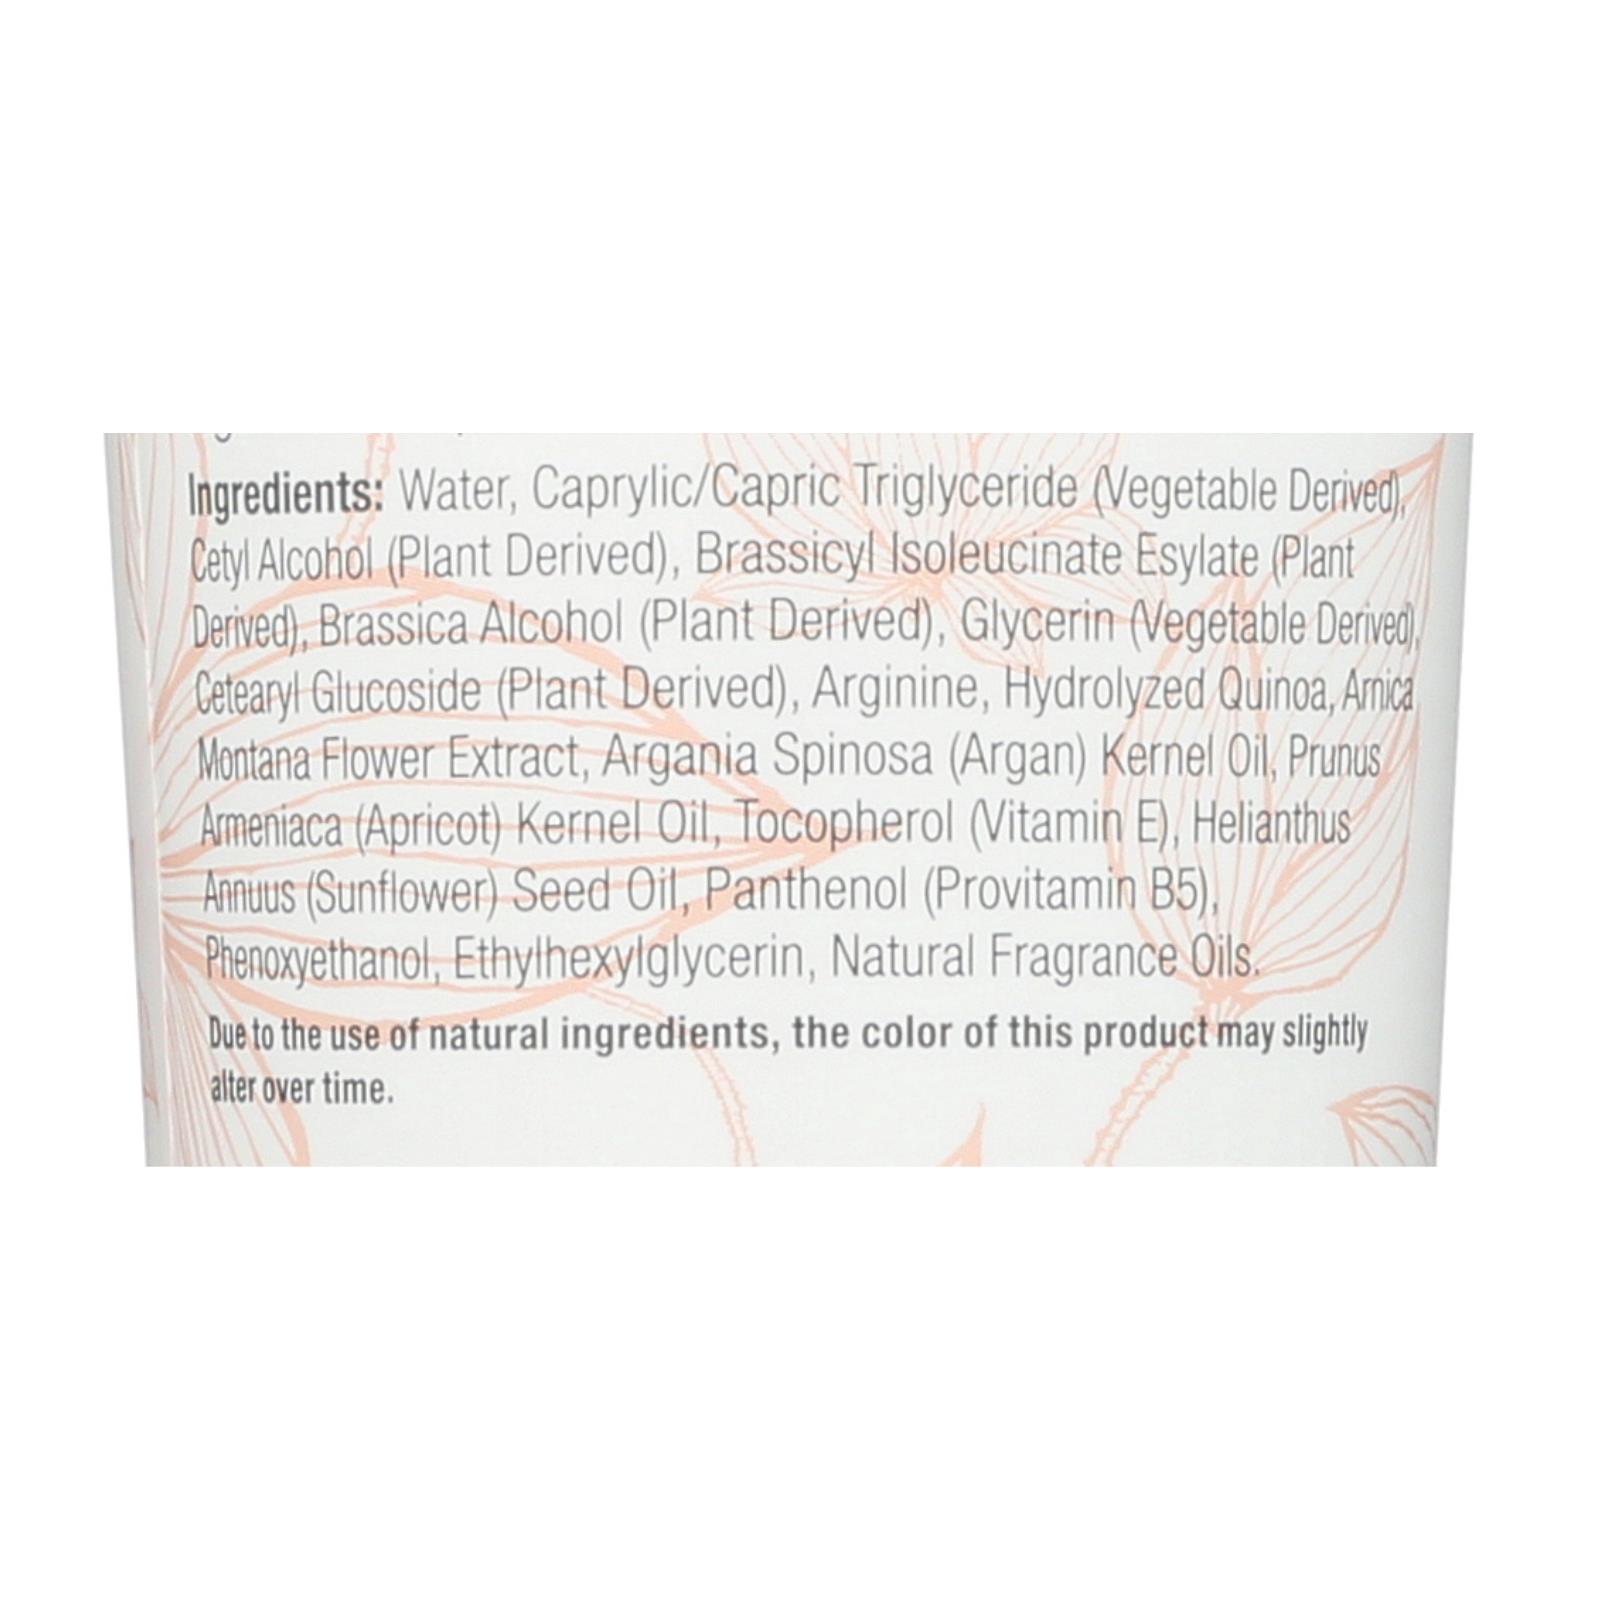 Ingredients: Water, Caprylic/Capric Triglyceride (Vegetable Derived),
Cetyl Alcohol (Plant Derived), Brassicyl Isoleucinate Esylate (Plant
Derived), Brassica Alcohol (Plant Derived), Glycerin (Vegetable Derived),
Cetearyl Glucoside (Plant Derived), Arginine, Hydrolyzed Quinoa, Arnica
Montana Flower Extract, Argania Spinosa (Argan) Kernel Oil, Prunus
Armeniaca (Apricot) Kernel Oil, Tocopherol (Vitamin E), Helianthus
Annuus (Sunflower) Seed Oil, Panthenol (Provitamin B5),
Phenoxyethanol, Ethylhexylglycerin, Natural Fragrance Oils.
Due to the use of natural ingredients, the color of this product may slightly
alter over time.